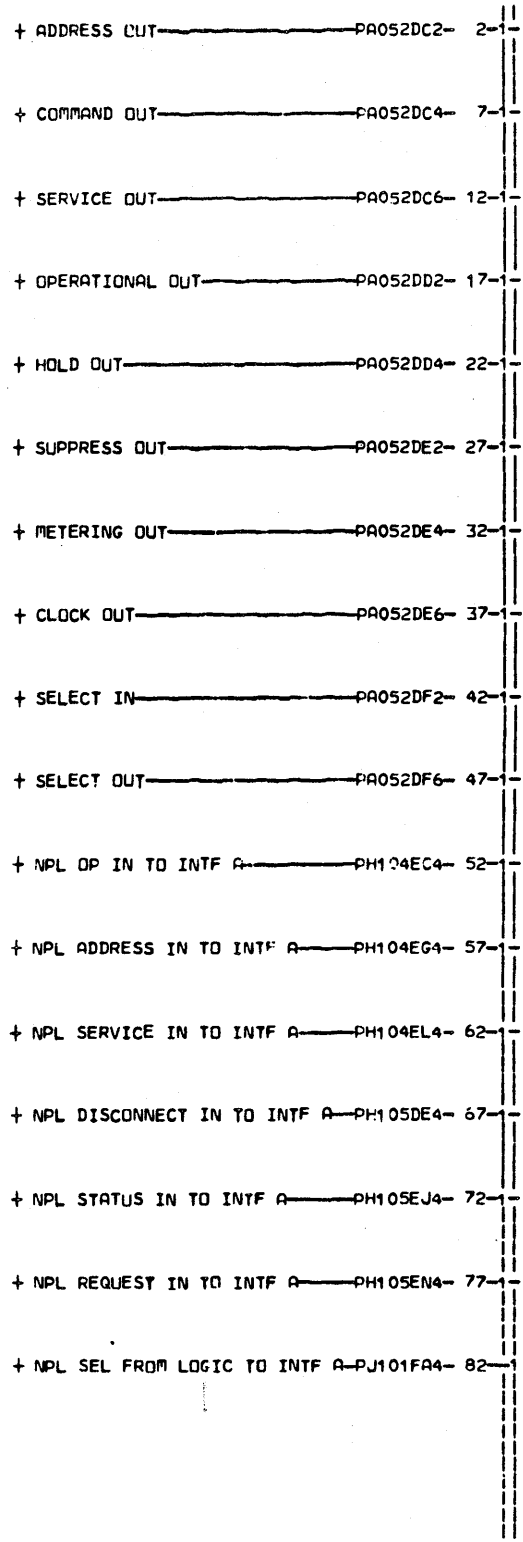 + ADDRESS OUT PA052DC2- 2-1-
+ COMMAND OUT PA052DC4- 7-1-
+ SERVICE OUT PA052DC6- 12-1-
+ OPERATIONAL OUT PA052DD2- 17-1-
+ HOLD OUT PA052DD4- 22-1-
+ SUPPRESS OUT PA052DE2- 27-1-
+ METERING OUT PA052DE4- 32-1-
+ CLOCK OUT PA052DE6- 37-1-
+ SELECT IN PA052DF2- 42-1-
+ SELECT OUT PA052DF6- 47-1-
+ NPL OP IN TO INTF A PH104EC4- 52-1-
+ NPL ADDRESS IN TO INTF A PH104EG4- 57-1-
+ NPL SERVICE IN TO INTF A PH104EL4- 62-1-
+ NPL DISCONNECT IN TO INTF A PH105DE4- 67-1-
+ NPL STATUS IN TO INTF A PH105EJ4- 72-1-
+ NPL REQUEST IN TO INTF A PH105EN4- 77-1-
+ NPL SEL FROM LOGIC TO INTF A-PJ101FA4- 82-1